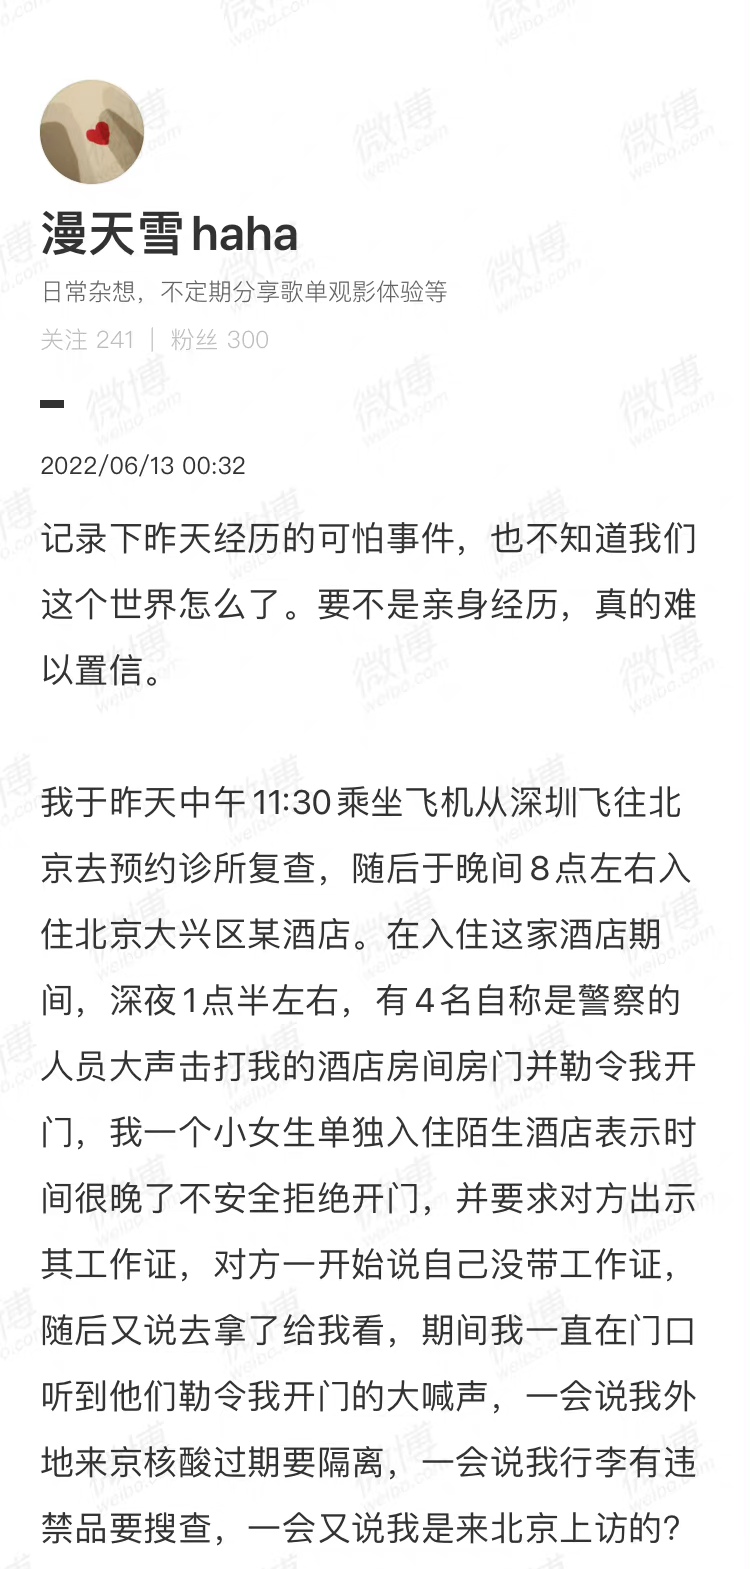 漫天雪haha
日常杂想，不定期分享歌单观影体验等
关注 241 | 粉丝 300
2022/06/13 00:32
记录下昨天经历的可怕事件，也不知道我们
这个世界怎么了。要不是亲身经历，真的难
以置信。
我于昨天中午11:30乘坐飞机从深圳飞往北
京去预约诊所复查，随后于晚间8点左右入
住北京大兴区某酒店。在入住这家酒店期
间，深夜1点半左右，有4名自称是警察的
人员大声击打我的酒店房间房门并勒令我开
门，我一个小女生单独入住陌生酒店表示时
间很晚了不安全拒绝开门，并要求对方出示
其工作证，对方一开始说自己没带工作证，
随后又说去拿了给我看，期间我一直在门口
听到他们勒令我开门的大喊声，一会说我外
地来京核酸过期要隔离，一会说我行李有违
禁品要搜查，一会又说我是来北京上访的?
微博
weibo.com